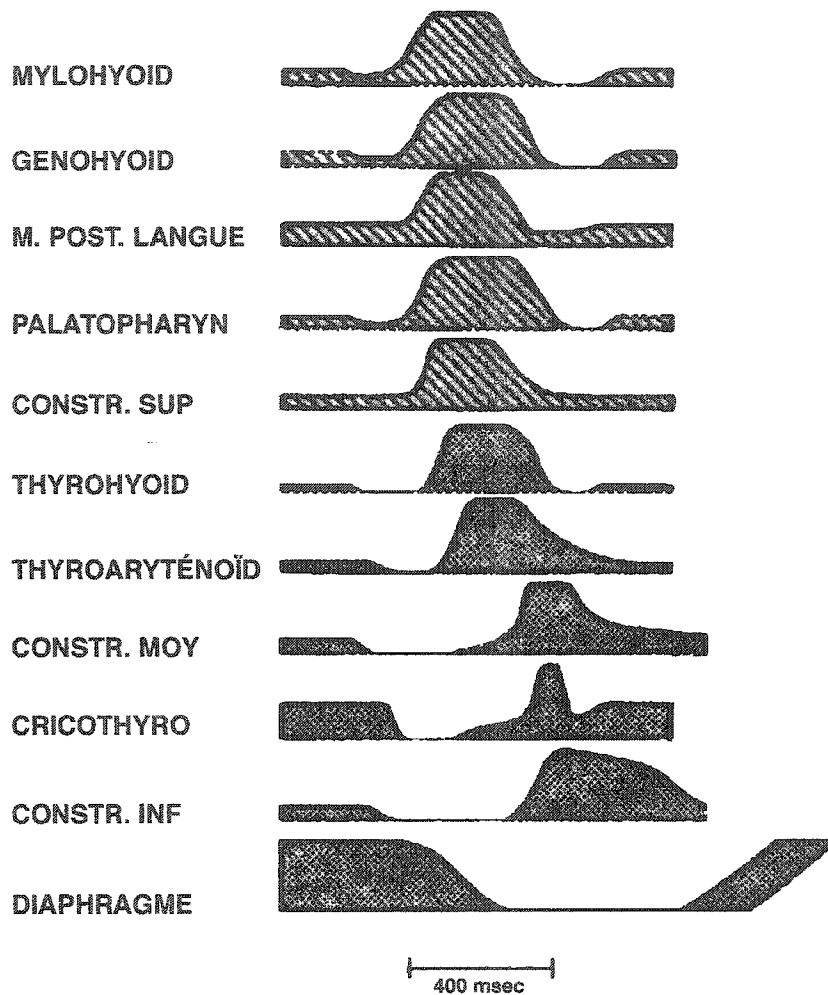 MYLOHYOID
GENOHYOID
M. POST. LANGUE
PALATOPHARYN
CONSTR. SUP
THYROHYOID
THYROARYTÉNOÏD
CONSTR. MOY
CRICOTHYRO
CONSTR. INF
DIAPHRAGME
400 msec